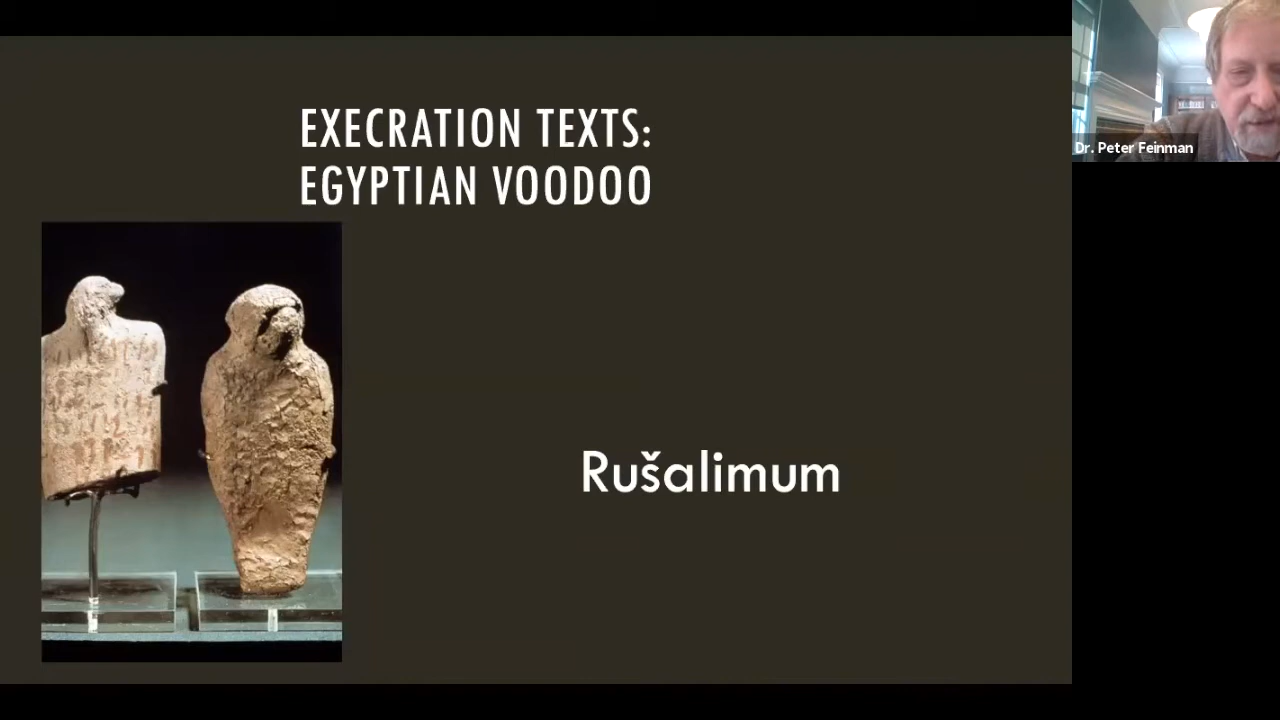 EXECRATION TEXTS:
EGYPTIAN VOODOO
Rušalimum
Dr. Peter Feinman